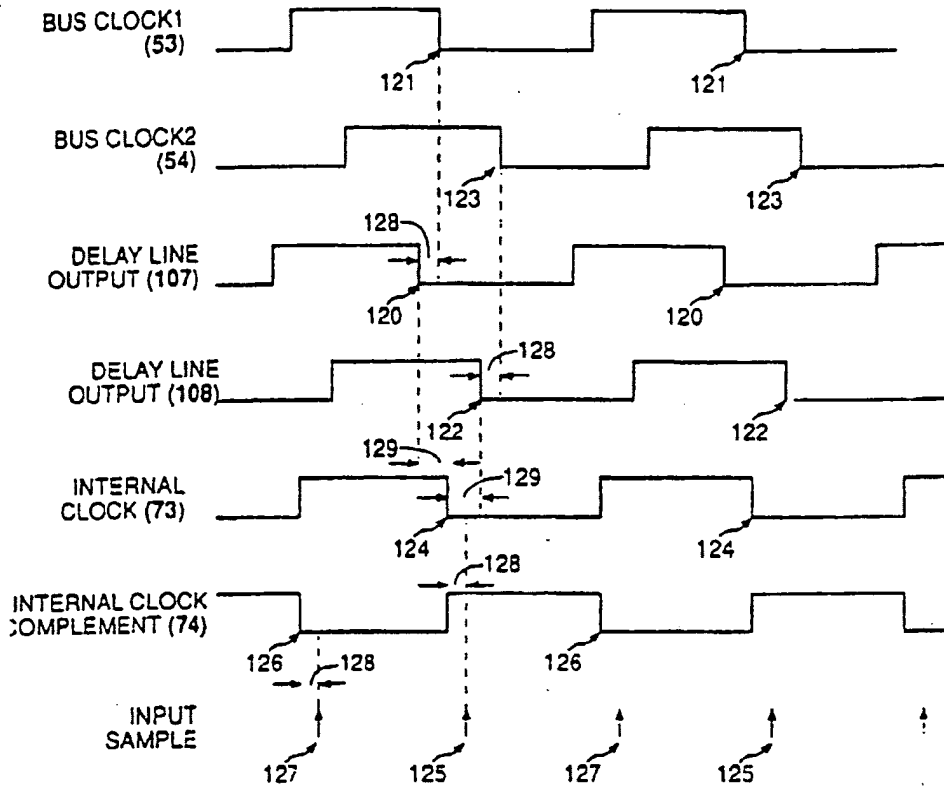 BUS CLOCK1
(53)
121
121
BUS CLOCK2
(54)
123
123
128
DELAY LINE
OUTPUT (107)
120
120
128
DELAY LINE
OUTPUT (108)
122
122
129
129
INTERNAL
CLOCK (73)
124
124
128
INTERNAL CLOCK
COMPLEMENT (74)
126
128
126
INPUT
SAMPLE
127
125
127
125